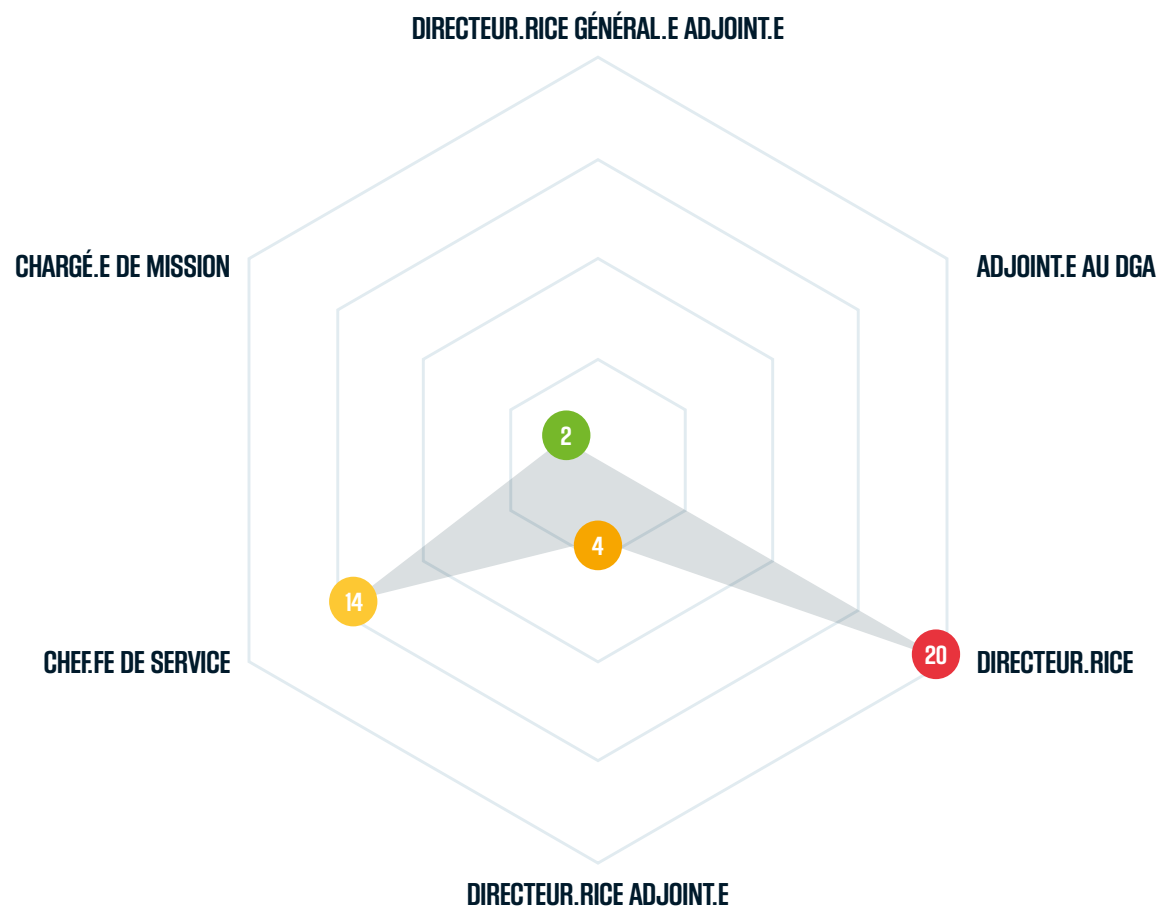 DIRECTEUR.RICE GÉNÉRAL.E ADJOINT.E
CHARGÉ.E DE MISSION
ADJOINT.E AU DGA
2
4
14
20
CHEF.FE DE SERVICE
DIRECTEUR.RICE
DIRECTEUR.RICE ADJOINT.E